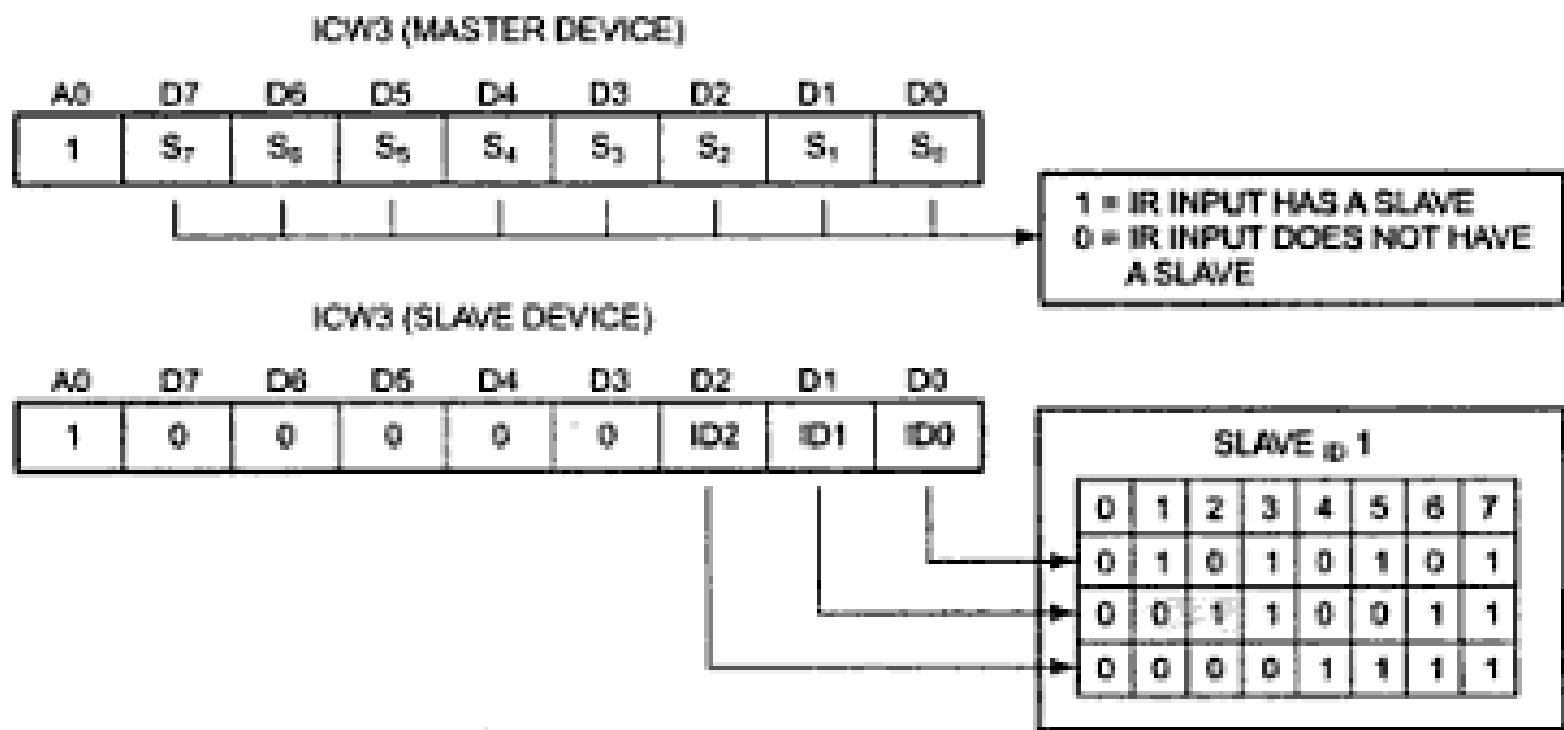 ICW3 (MASTER DEVICE)
A0 D7 D6 D5 D4 D3 D2 D1 D0
1 S7 S6 S5 S4 S3 S2 S1 S0
1 = IR INPUT HAS A SLAVE
0 = IR INPUT DOES NOT HAVE
A SLAVE
ICW3 (SLAVE DEVICE)
A0 D7 D6 D5 D4 D3 D2 D1 D0
1 0 0 0 0 0 ID2 ID1 ID0
SLAVE ID 1
0 1 2 3 4 5 6 7
0 1 0 1 0 1 0 1
0 0 1 1 0 0 1 1
0 0 0 0 1 1 1 1